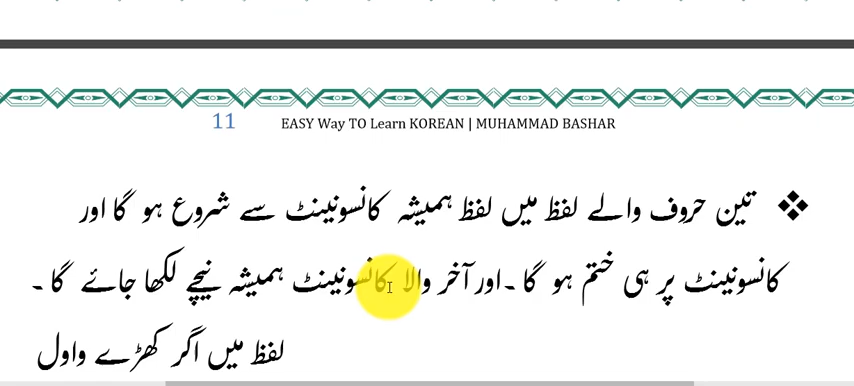 11 EASY Way TO Learn KOREAN | MUHAMMAD BASHAR
❖ تین حروف والے لفظ میں لفظ ہمیشہ کانسونینٹ سے شروع ہو گا اور
کانسونینٹ پر ہی ختم ہو گا ۔اور آخر والا کانسونینٹ ہمیشہ نیچے لکھا جائے گا ۔
لفظ میں اگر کھڑے واول